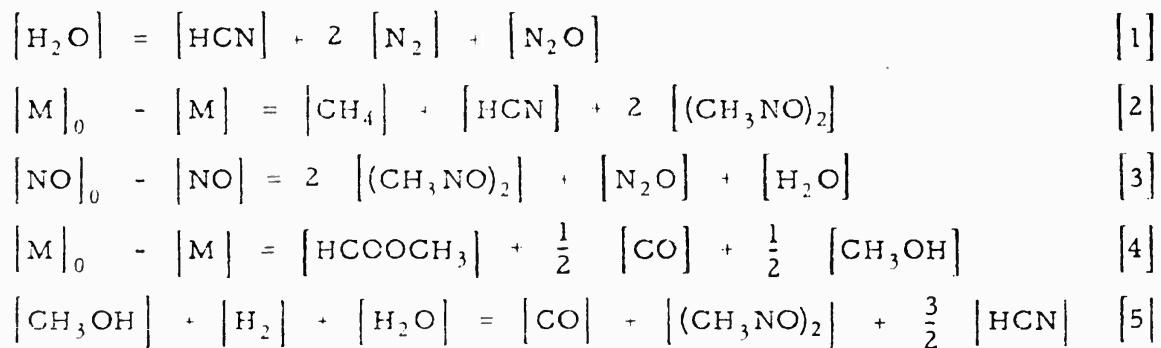 [H₂O] = [HCN] + 2 [N₂] + [N₂O] [1]
[M]₀ - [M] = [CH₄] + [HCN] + 2 [(CH₃NO)₂] [2]
[NO]₀ - [NO] = 2 [(CH₃NO)₂] + [N₂O] + [H₂O] [3]
[M]₀ - [M] = [HCOOCH₃] + 1/2 [CO] + 1/2 [CH₃OH] [4]
[CH₃OH] + [H₂] + [H₂O] = [CO] + [(CH₃NO)₂] + 3/2 [HCN] [5]